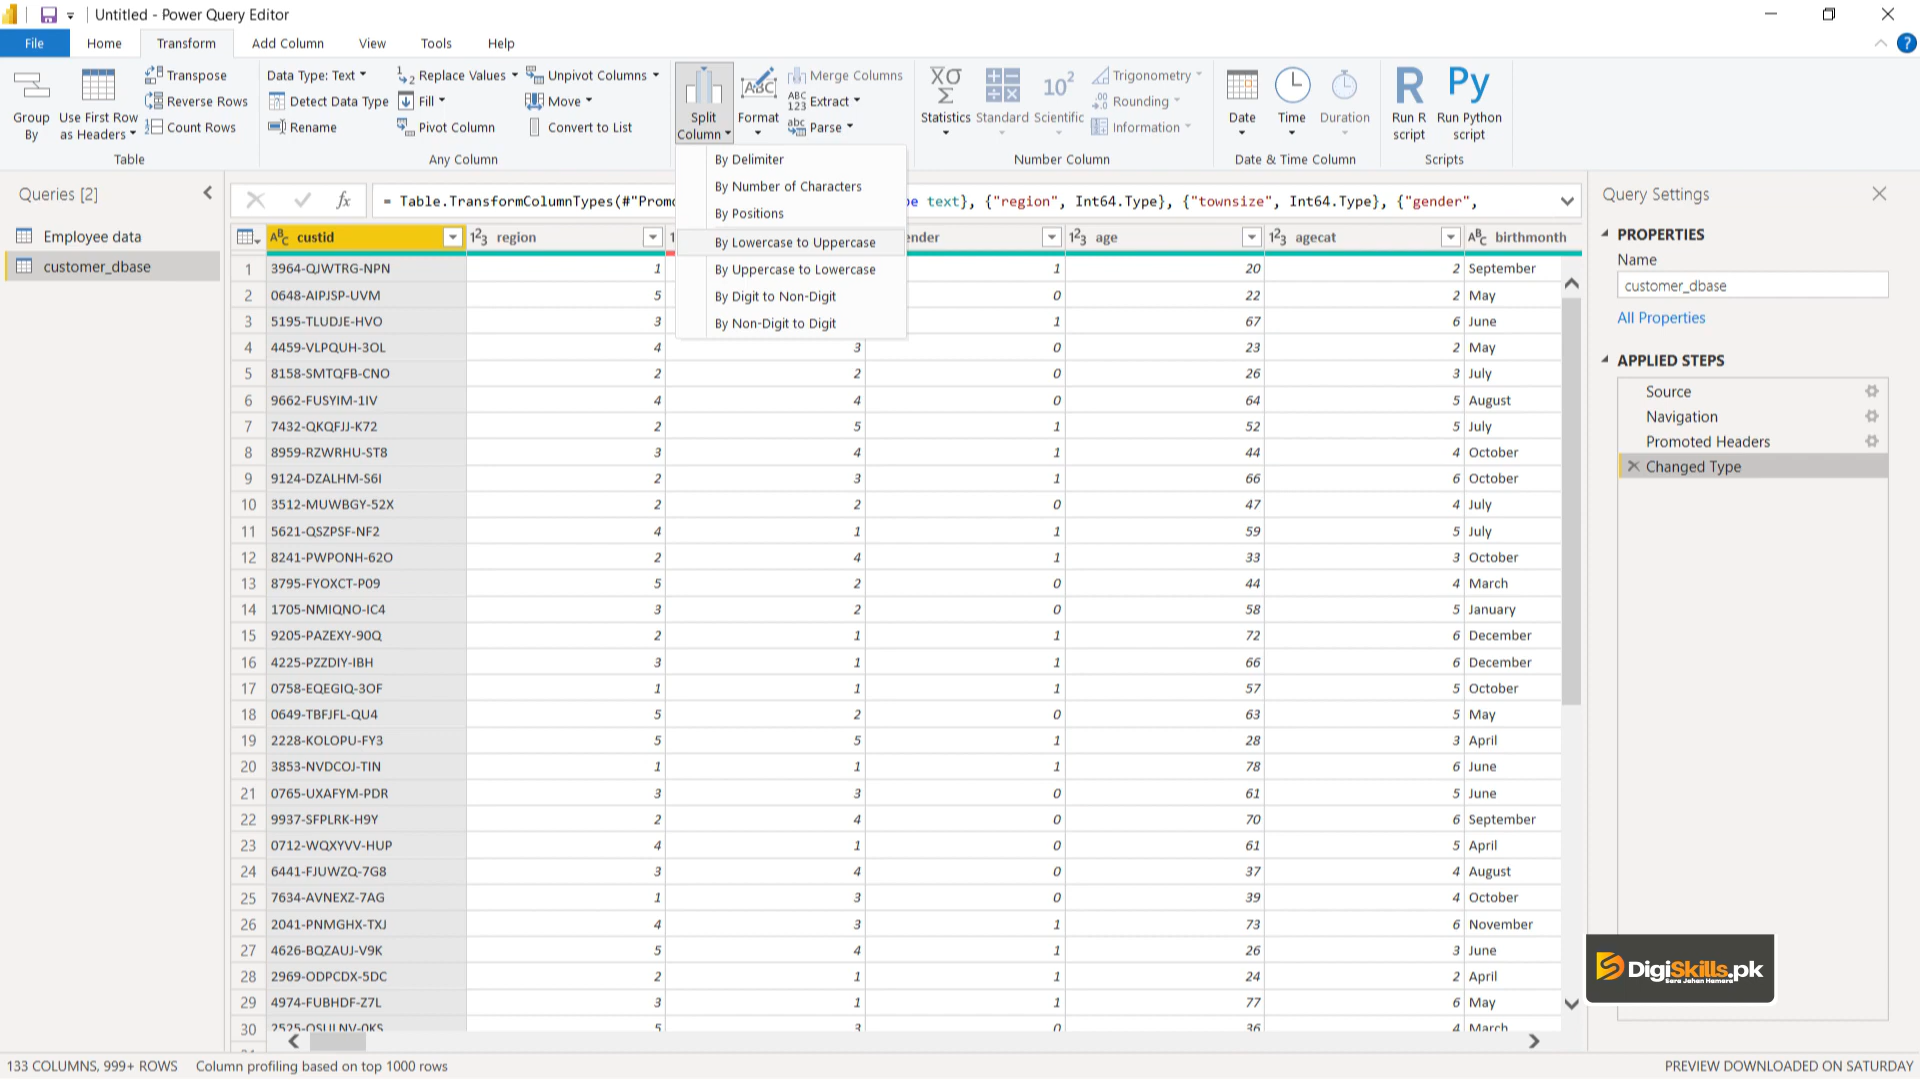 Untitled - Power Query Editor
File Home Transform Add Column View Tools Help
Group By
Use First Row as Headers
Transpose
Reverse Rows
Count Rows
Table
Data Type: Text
Detect Data Type
Rename
Replace Values
Fill
Pivot Column
Unpivot Columns
Move
Convert to List
Any Column
Split Column
Format
Merge Columns
Extract
Parse
Statistics
Standard
Scientific
Trigonometry
Rounding
Information
Number Column
Date
Time
Duration
Date & Time Column
Run R script
Run Python script
Scripts
By Delimiter
By Number of Characters
By Positions
By Lowercase to Uppercase
By Uppercase to Lowercase
By Digit to Non-Digit
By Non-Digit to Digit
Queries [2]
Employee data
customer_dbase
= Table.TransformColumnTypes(#"Promo e text}, {"region", Int64.Type}, {"townsize", Int64.Type}, {"gender",
custid region ender age agecat birthmonth
1 3964-QJWTRG-NPN 1 1 20 2 September
2 0648-AIPJSP-UVM 5 0 22 2 May
3 5195-TLUDJE-HVO 3 1 67 6 June
4 4459-VLPQUH-3OL 4 3 0 23 2 May
5 8158-SMTQFB-CNO 2 2 0 26 3 July
6 9662-FUSYIM-1IV 4 4 0 64 5 August
7 7432-QKQFJJ-K72 2 5 1 52 5 July
8 8959-RZWRHU-ST8 3 4 1 44 4 October
9 9124-DZALHM-S6I 2 3 1 66 6 October
10 3512-MUWBGY-52X 2 2 0 47 4 July
11 5621-QSZPSF-NF2 4 1 1 59 5 July
12 8241-PWPONH-62O 2 4 1 33 3 October
13 8795-FYOXCT-P09 5 2 0 44 4 March
14 1705-NMIQNO-IC4 3 2 0 58 5 January
15 9205-PAZEXY-90Q 2 1 1 72 6 December
16 4225-PZZDIY-IBH 3 1 1 66 6 December
17 0758-EQEGIQ-3OF 1 1 1 57 5 October
18 0649-TBFJFL-QU4 5 2 0 63 5 May
19 2228-KOLOPU-FY3 5 5 1 28 3 April
20 3853-NVDCOJ-TIN 1 1 1 78 6 June
21 0765-UXAFYM-PDR 3 3 0 61 5 June
22 9937-SFPLRK-H9Y 2 4 0 70 6 September
23 0712-WQXYVV-HUP 4 1 0 61 5 April
24 6441-FJUWZQ-7G8 3 4 0 37 4 August
25 7634-AVNEXZ-7AG 1 3 0 39 4 October
26 2041-PNMGHX-TXJ 4 3 1 73 6 November
27 4626-BQZAUJ-V9K 5 4 1 26 3 June
28 2969-ODPCDX-5DC 2 1 1 24 2 April
29 4974-FUBHDF-Z7L 3 1 1 77 6 May
30 2525-OSULNV-0KS 5 3 0 36 4 March
Query Settings
PROPERTIES
Name
customer_dbase
All Properties
APPLIED STEPS
Source
Navigation
Promoted Headers
Changed Type
DigiSkills.pk
Sara Jahan Hamara
133 COLUMNS, 999+ ROWS Column profiling based on top 1000 rows PREVIEW DOWNLOADED ON SATURDAY